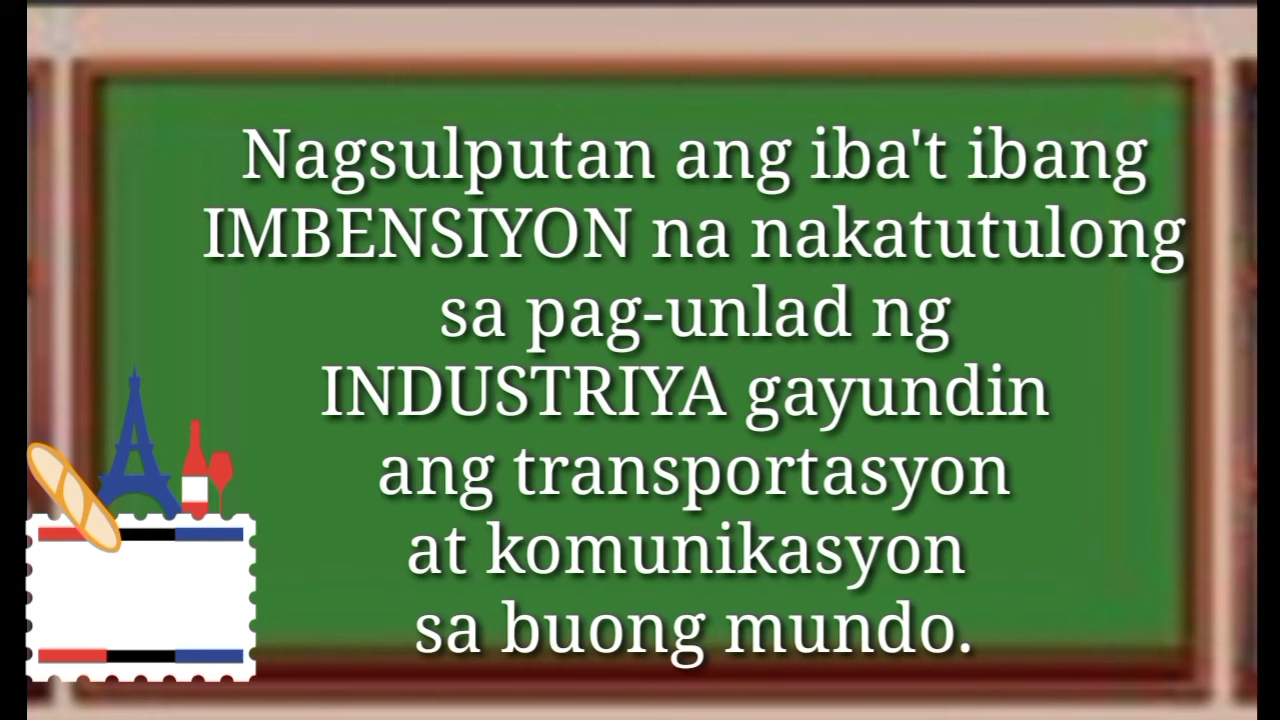 Nagsulputan ang iba't ibang
IMBENSIYON na nakatutulong
sa pag-unlad ng
INDUSTRIYA gayundin
ang transportasyon
at komunikasyon
sa buong mundo.